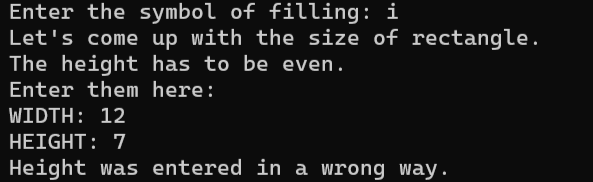 Enter the symbol of filling: i
Let's come up with the size of rectangle.
The height has to be even.
Enter them here:
WIDTH: 12
HEIGHT: 7
Height was entered in a wrong way.